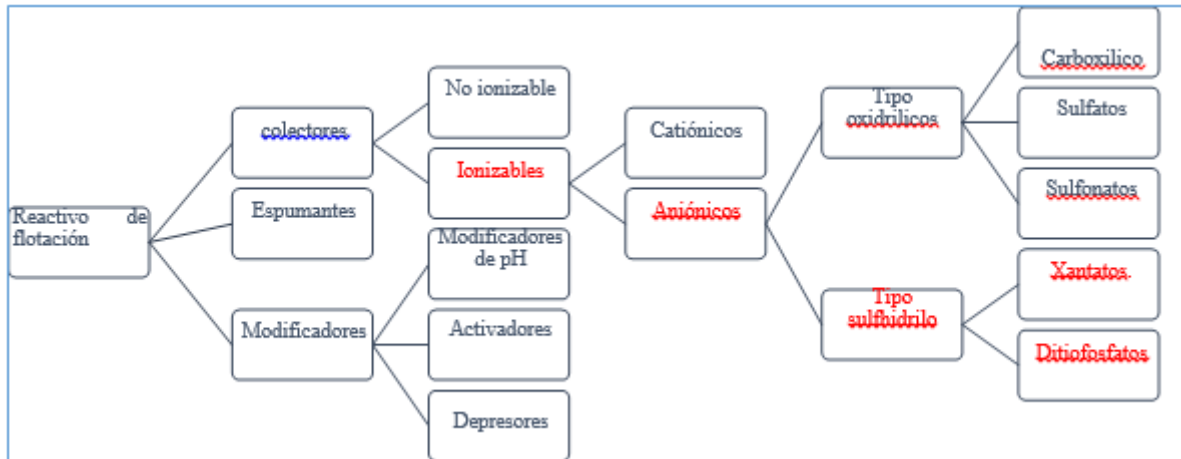 Reactivo de
flotación
colectores
Espumantes
Modificadores
No ionizable
Ionizables
Modificadores
de pH
Activadores
Depresores
Catiónicos
Aniónicos
Tipo
oxidrilicos
Tipo
sulfhidrilo
Carboxilico
Sulfatos
Sulfonatos
Xantatos.
Ditiofosfatos